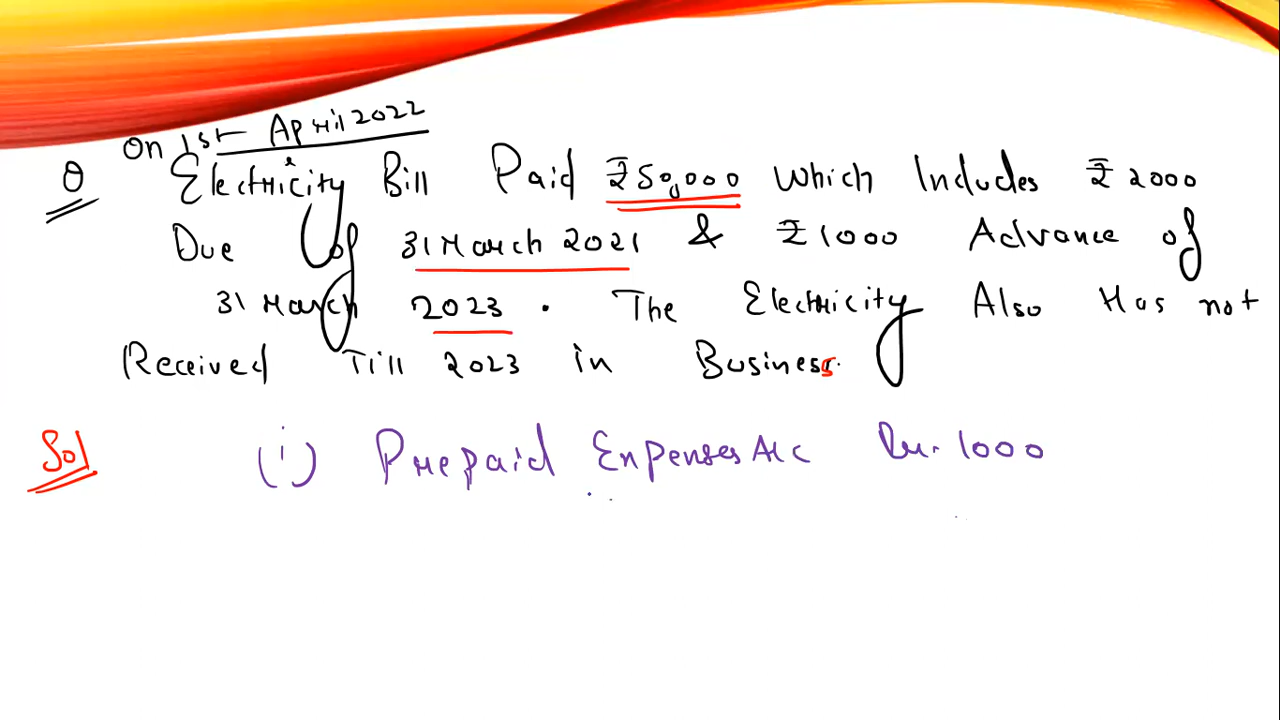 On 1st April 2022
Q Electricity Bill Paid ₹50,000 Which Includes ₹2000
Due of 31 March 2021 & ₹1000 Advance of
31 March 2023. The Electricity Also Has not
Received Till 2023 in Business.
Sol (i) Prepaid Expenses A/c Dr. 1000